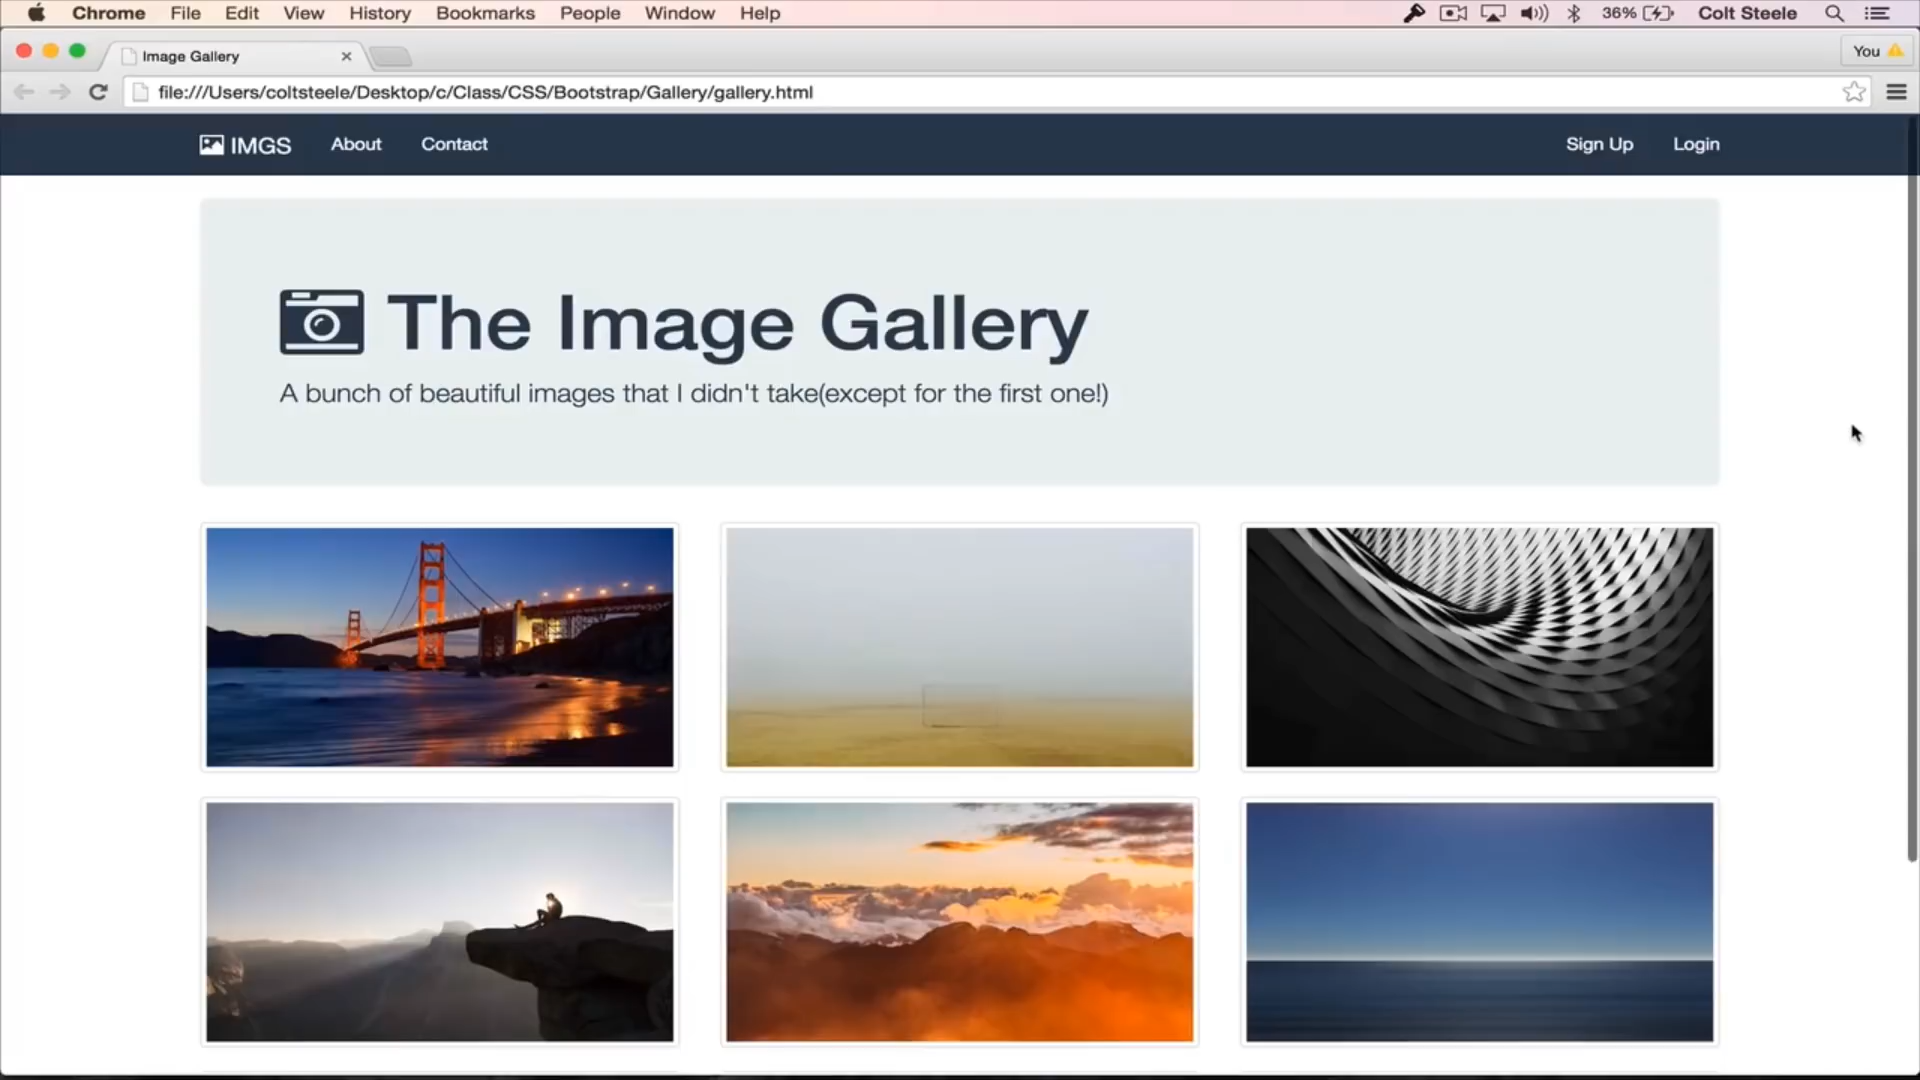 Chrome File Edit View History Bookmarks People Window Help 36% Colt Steele
Image Gallery You
file:///Users/coltsteele/Desktop/c/Class/CSS/Bootstrap/Gallery/gallery.html
IMGS About Contact Sign Up Login
The Image Gallery
A bunch of beautiful images that I didn't take(except for the first one!)